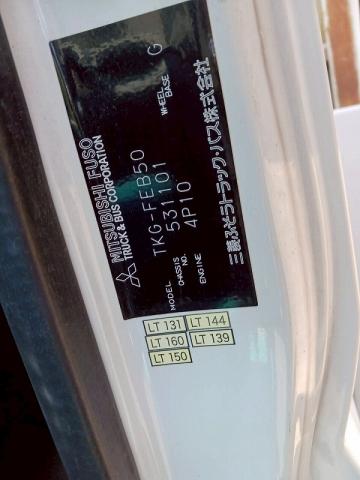 MITSUBISHI FUSO
TRUCK & BUS CORPORATION
MODEL TKG-FEB50
CHASSIS NO. 531101
WHEEL BASE G
ENGINE 4P10
三菱ふそうトラック・バス株式会社
LT 131 LT 144
LT 160 LT 139
LT 150